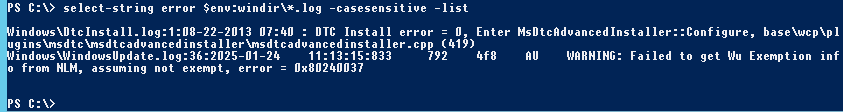 PS C:\> select-string error $env:windir\*.log -casesensitive -list
Windows\DtcInstall.log:1:08-22-2013 07:40 : DTC Install error = 0, Enter MsDtcAdvancedInstaller::Configure, base\wcp\pl
ugins\msdtc\msdtcadvancedinstaller\msdtcadvancedinstaller.cpp (419)
Windows\WindowsUpdate.log:36:2025-01-24 11:13:15:833 792 4f8 AU WARNING: Failed to get Wu Exemption inf
o from NLM, assuming not exempt, error = 0x80240037
PS C:\>